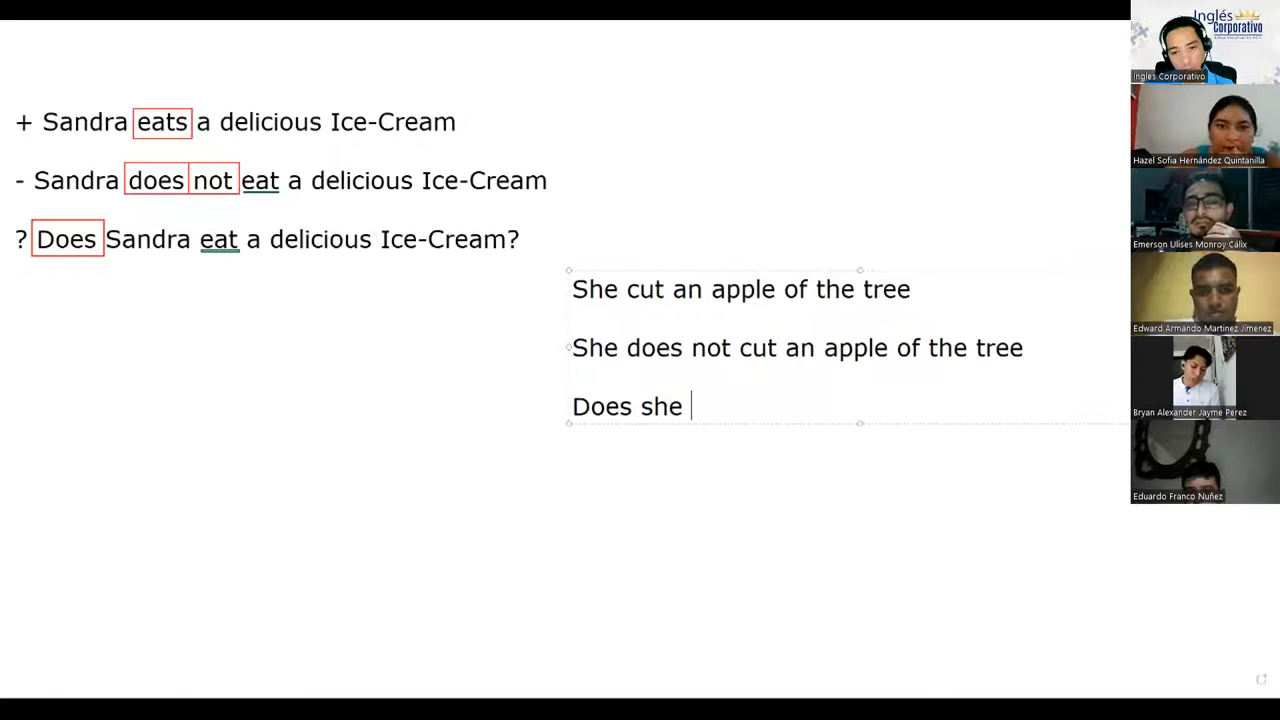 + Sandra eats a delicious Ice-Cream
- Sandra does not eat a delicious Ice-Cream
? Does Sandra eat a delicious Ice-Cream?
She cut an apple of the tree
She does not cut an apple of the tree
Does she
Inglés
Corporativo
Inglés Corporativo
Hazel Sofia Hernández Quintanilla
Emerson Ulises Monroy Cálix
Edward Armando Martinez Jimenez
Bryan Alexander Jayme Perez
Eduardo Franco Nuñez